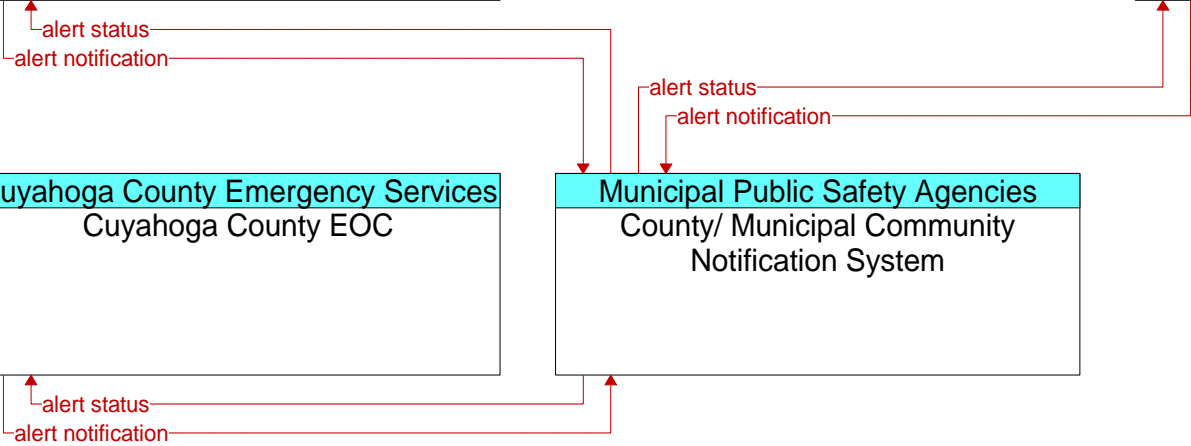 alert status
alert notification
alert status
alert notification
uyahoga County Emergency Services
Cuyahoga County EOC
Municipal Public Safety Agencies
County/ Municipal Community
Notification System
alert status
alert notification